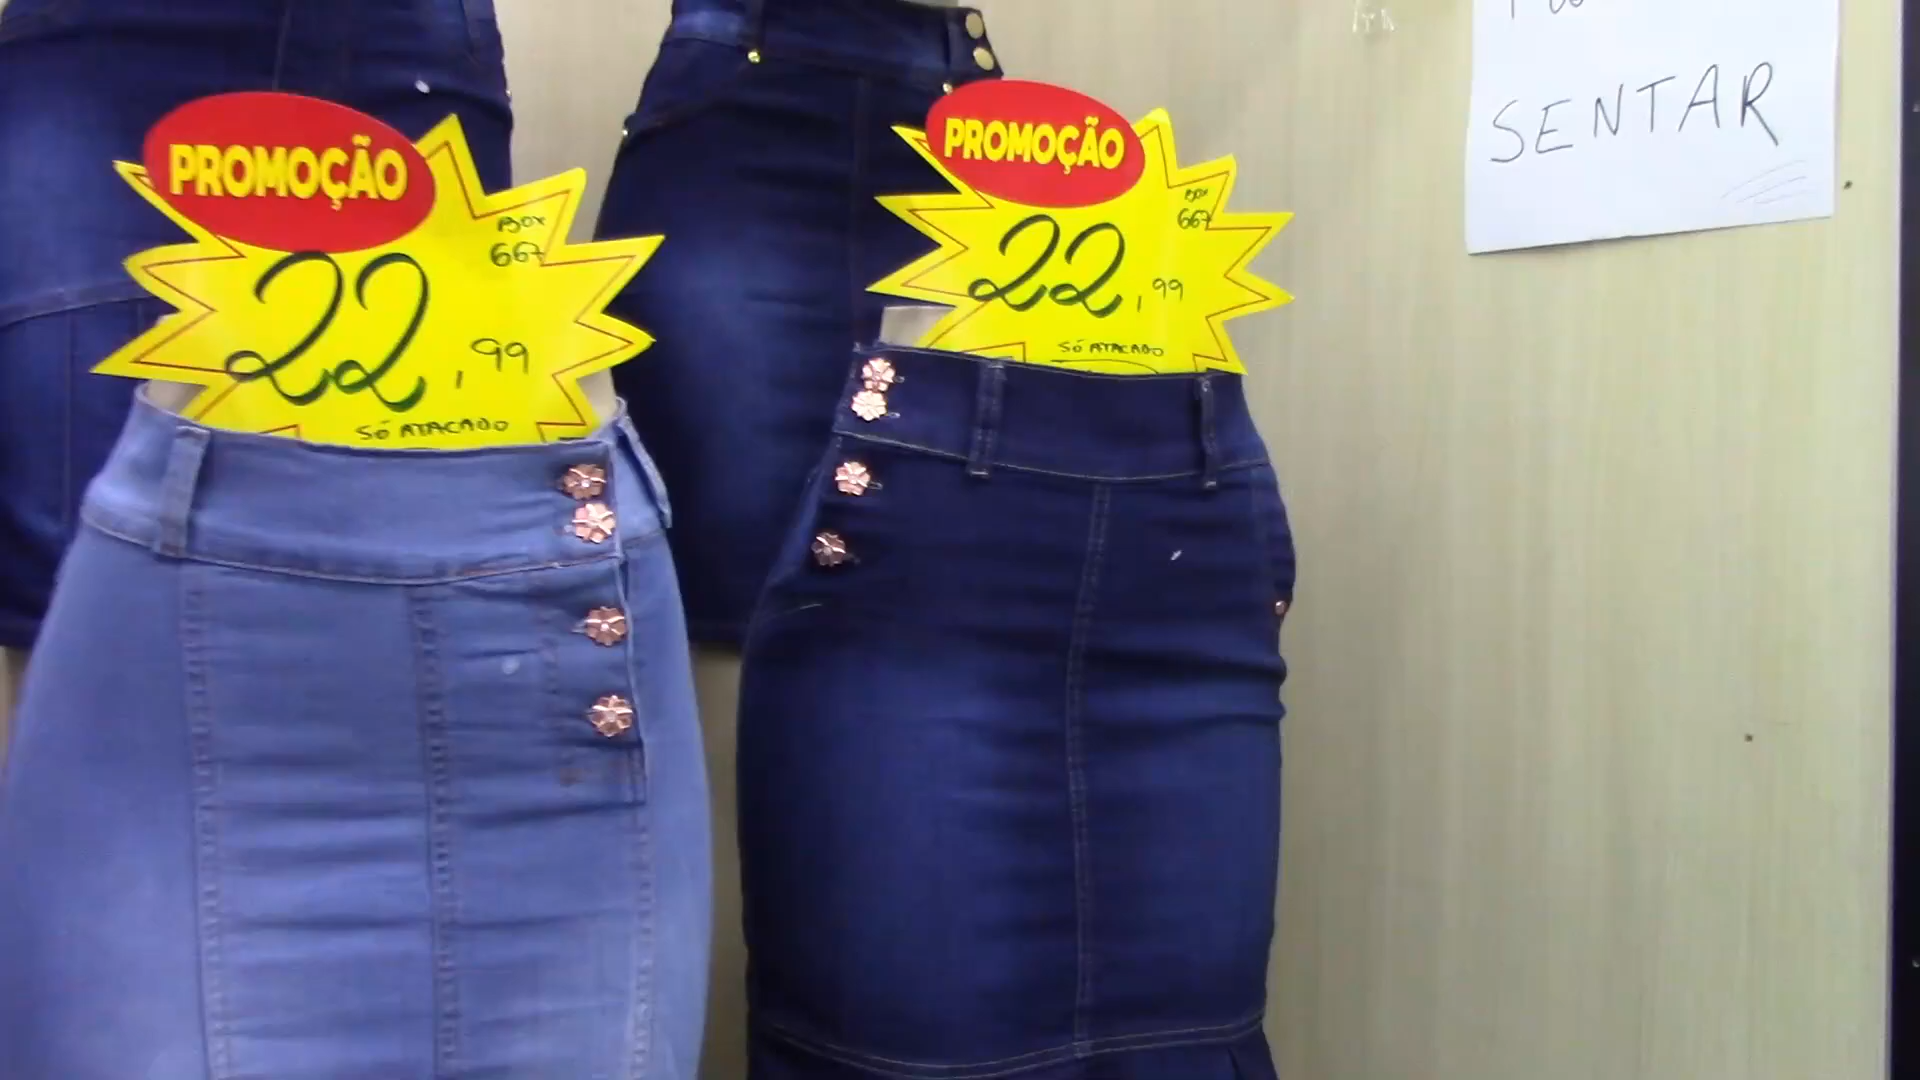 PROMOÇÃO
BOX
667
22,99
SÓ ATACADO
PROMOÇÃO
BOX
667
22,99
SÓ ATACADO
SENTAR